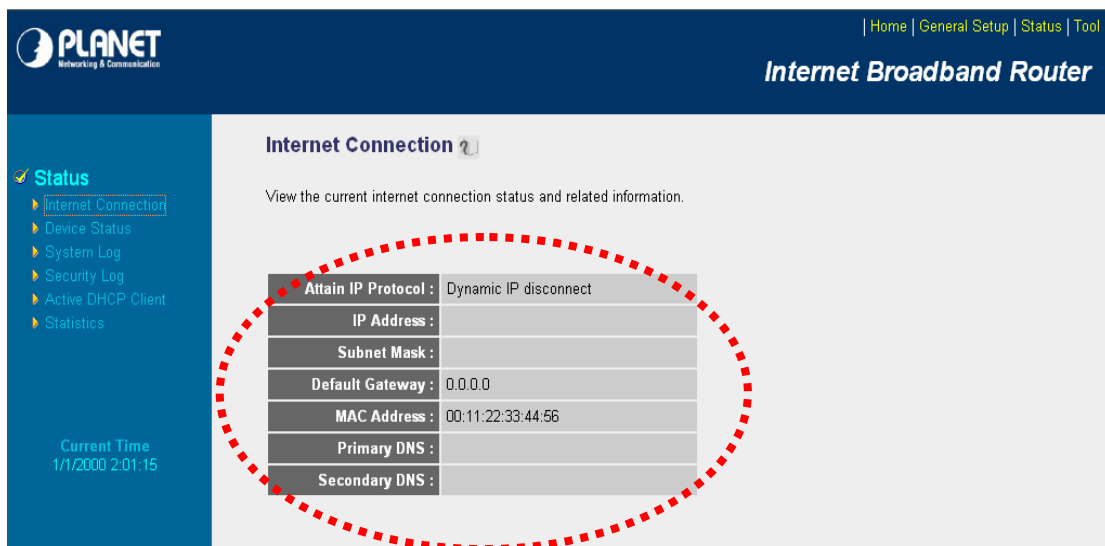 PLANET
Networking & Communication
| Home | General Setup | Status | Tool
Internet Broadband Router
Status
Internet Connection
Device Status
System Log
Security Log
Active DHCP Client
Statistics
Current Time
1/1/2000 2:01:15
Internet Connection
View the current internet connection status and related information.
Attain IP Protocol : Dynamic IP disconnect
IP Address :
Subnet Mask :
Default Gateway : 0.0.0.0
MAC Address : 00:11:22:33:44:56
Primary DNS :
Secondary DNS :